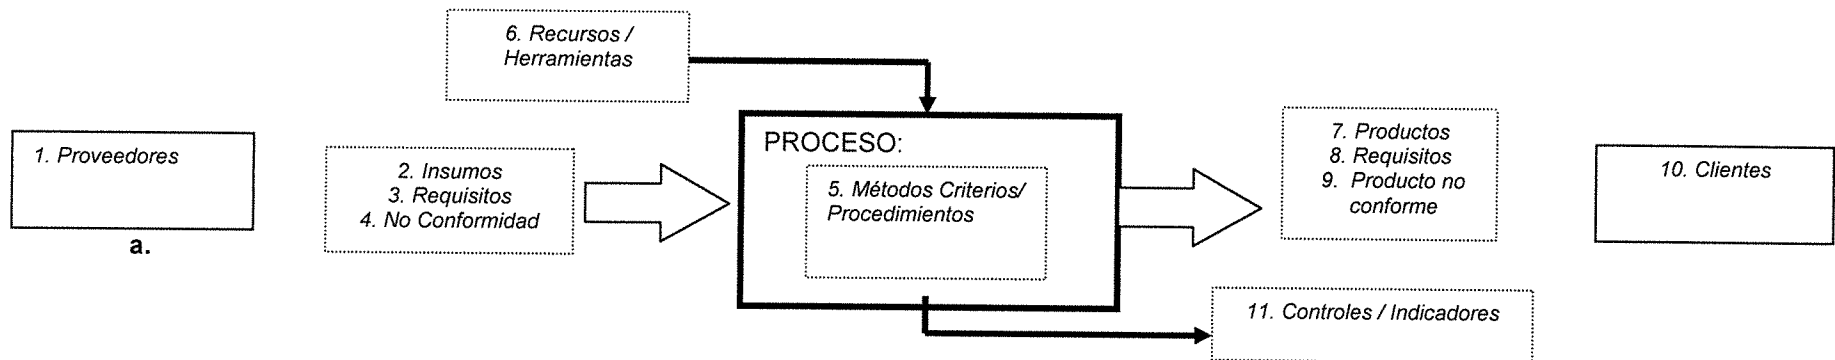 6. Recursos /
Herramientas
1. Proveedores
a.
2. Insumos
3. Requisitos
4. No Conformidad
PROCESO:
5. Métodos Criterios/
Procedimientos
7. Productos
8. Requisitos
9. Producto no
conforme
10. Clientes
11. Controles / Indicadores